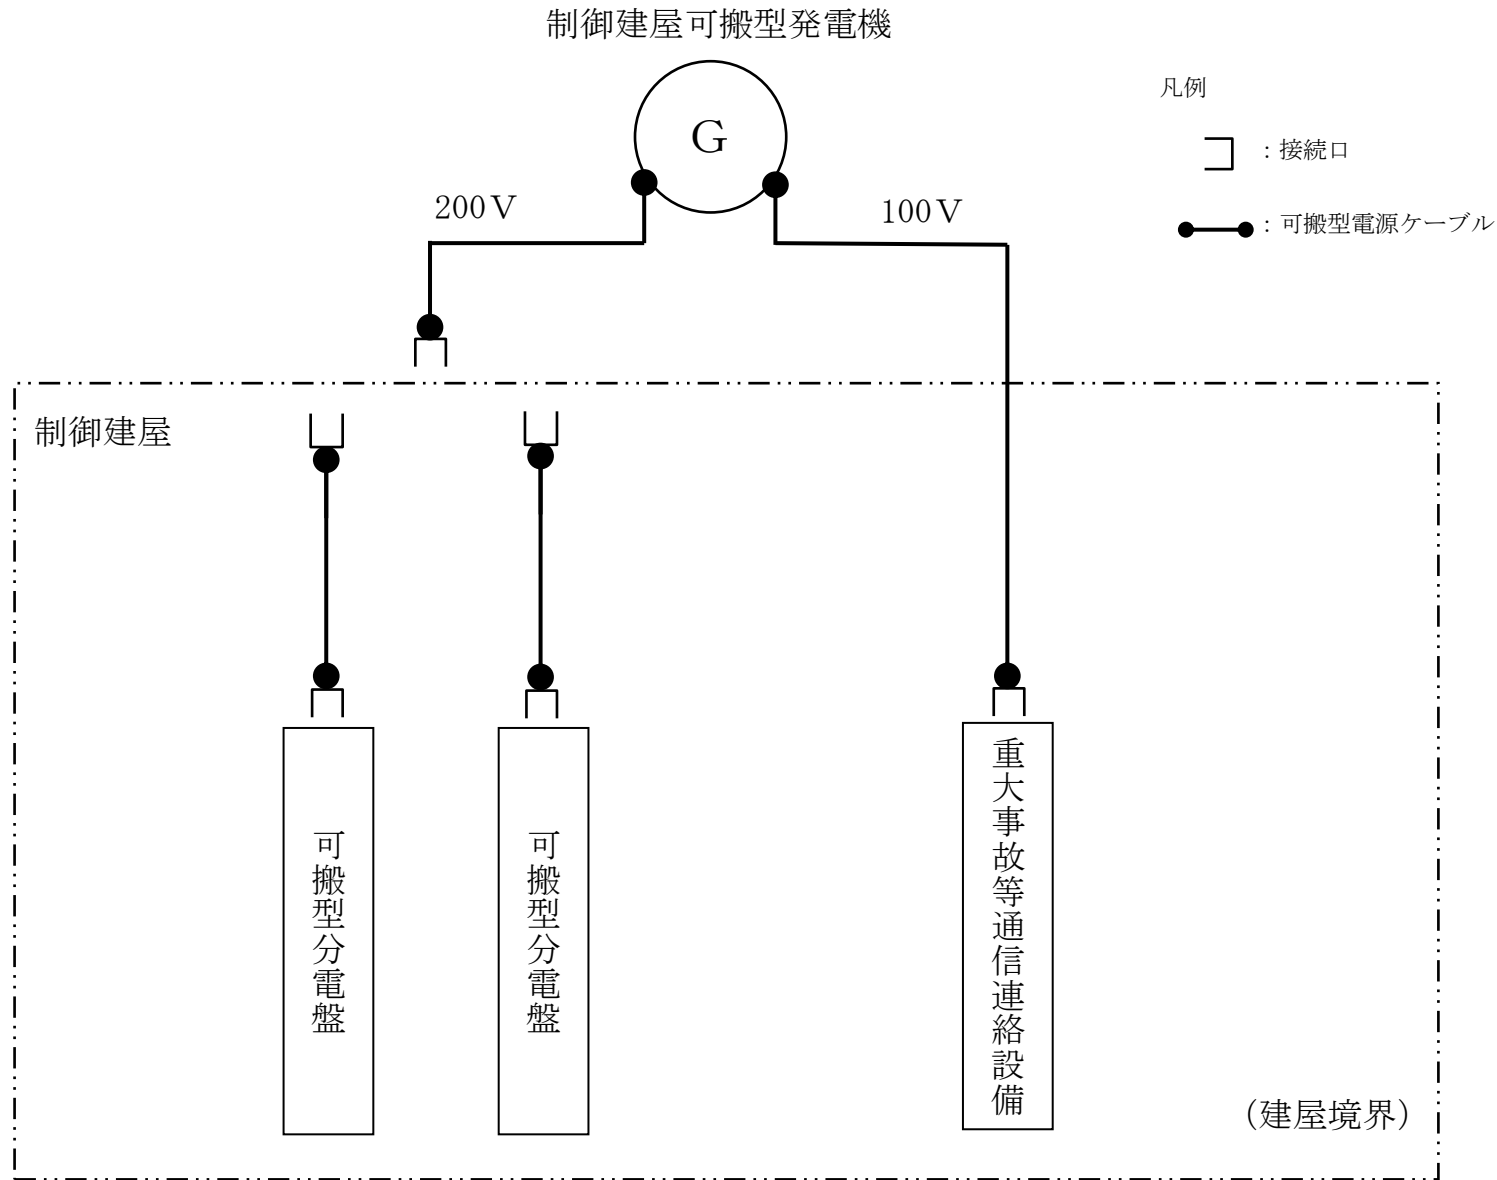 制御建屋可搬型発電機
G
200V
100V
凡例
：接続口
：可搬型電源ケーブル
制御建屋
可搬型分電盤
可搬型分電盤
重大事故等通信連絡設備
（建屋境界）